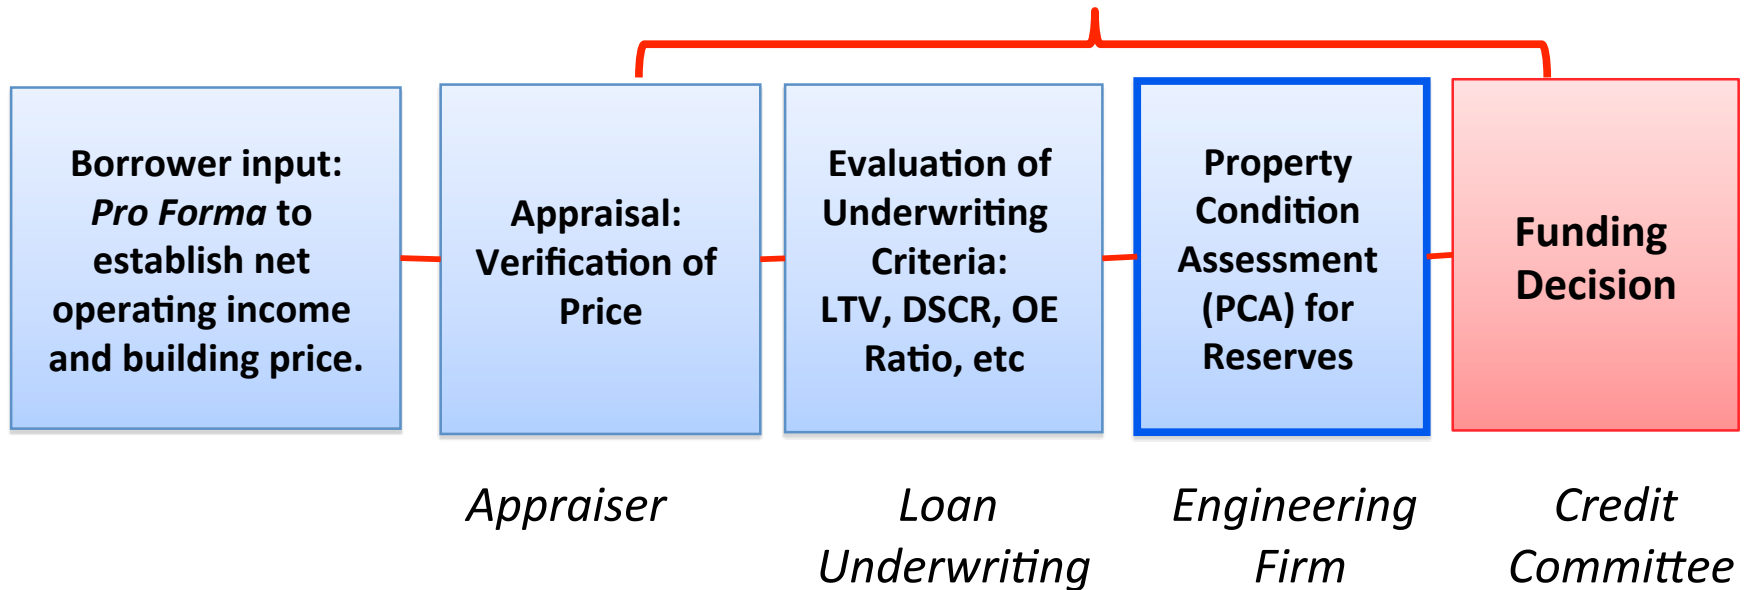 Borrower input:
Pro Forma to
establish net
operating income
and building price.
Appraisal:
Verification of
Price
Evaluation of
Underwriting
Criteria:
LTV, DSCR, OE
Ratio, etc
Property
Condition
Assessment
(PCA) for
Reserves
Funding
Decision
Appraiser
Loan
Underwriting
Engineering
Firm
Credit
Committee